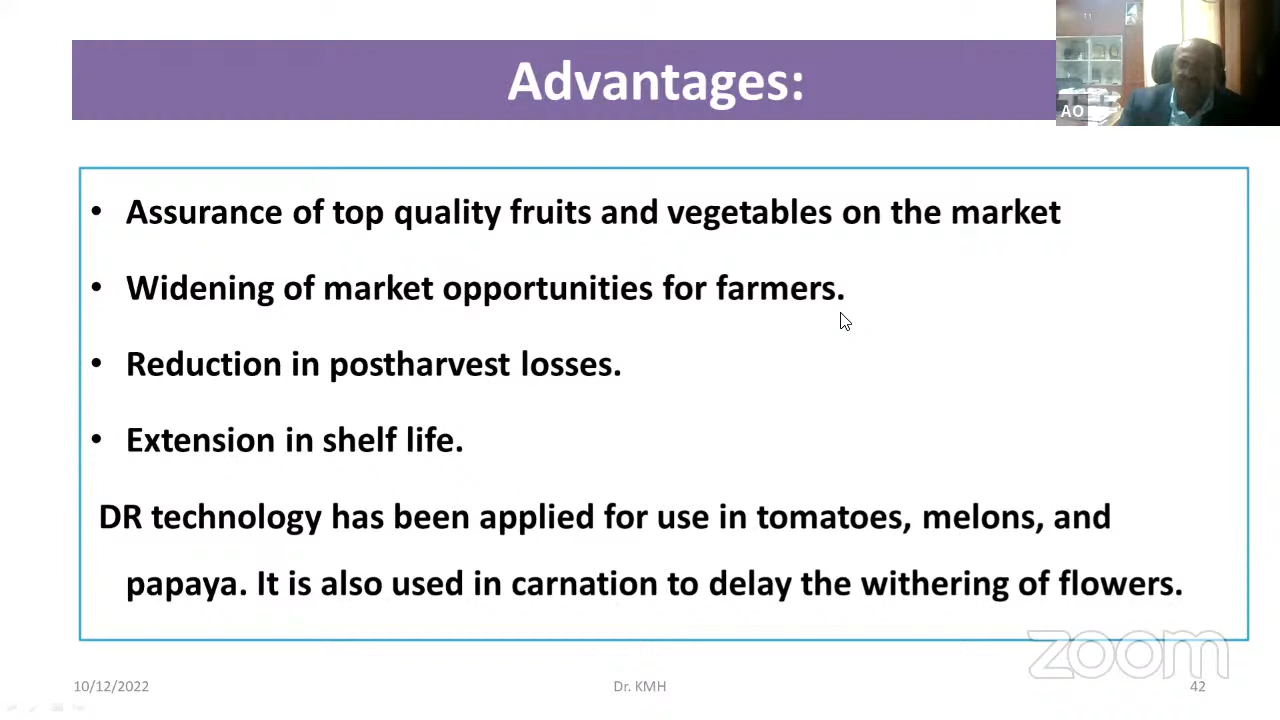 Advantages:
AO
• Assurance of top quality fruits and vegetables on the market
• Widening of market opportunities for farmers.
• Reduction in postharvest losses.
• Extension in shelf life.
DR technology has been applied for use in tomatoes, melons, and
papaya. It is also used in carnation to delay the withering of flowers.
zoom
10/12/2022 Dr. KMH 42